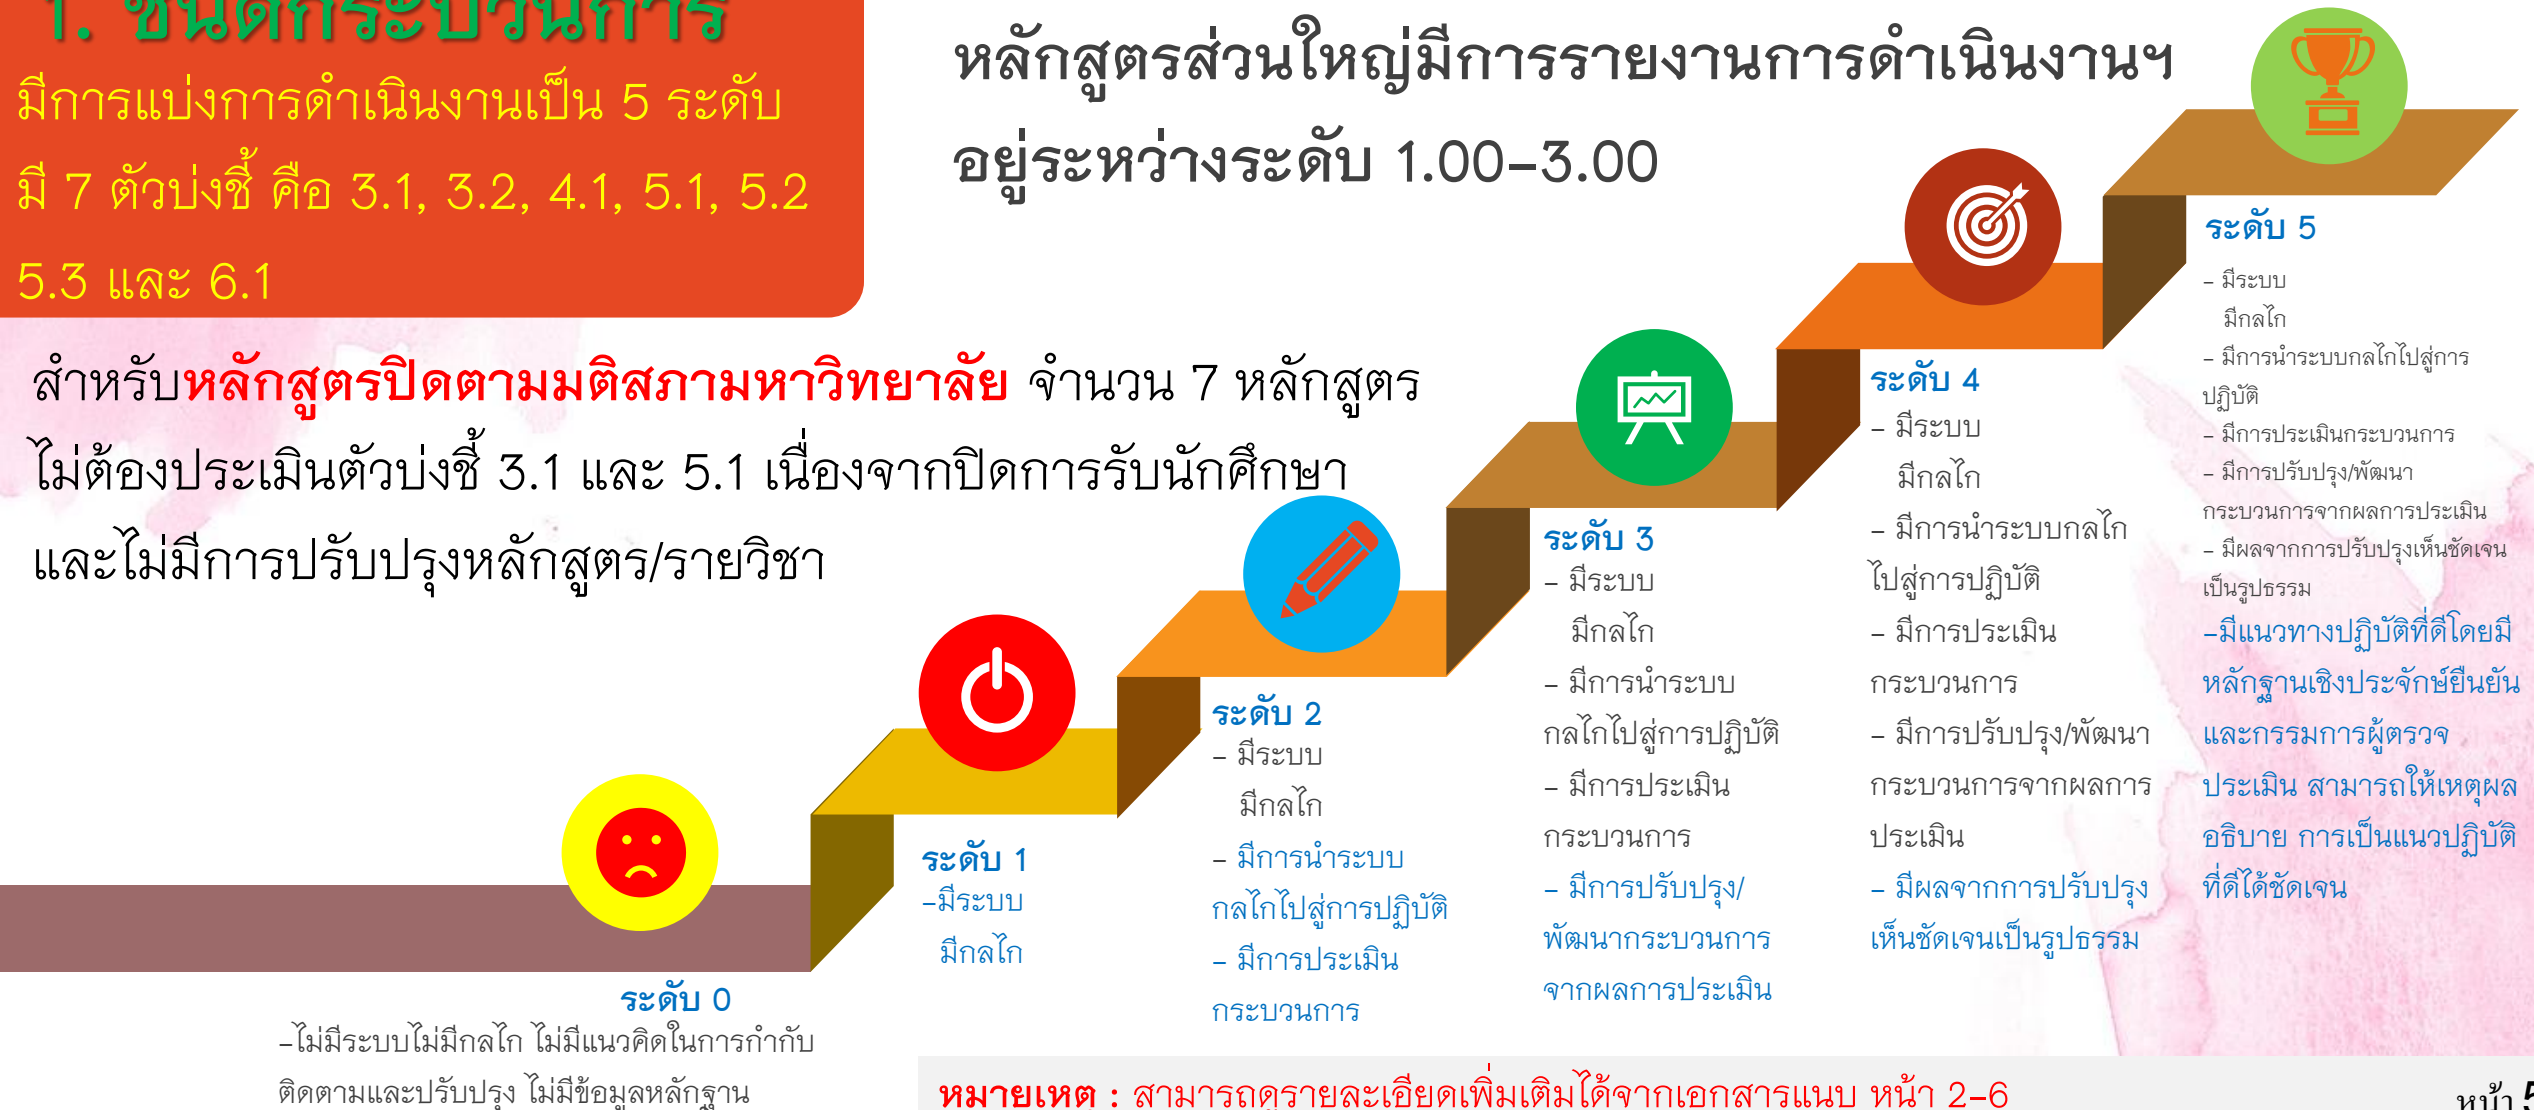 1. ชนิดกระบวนการ
มีการแบ่งการดำเนินงานเป็น 5 ระดับ
มี 7 ตัวบ่งชี้ คือ 3.1, 3.2, 4.1, 5.1, 5.2
5.3 และ 6.1
หลักสูตรส่วนใหญ่มีการรายงานการดำเนินงานฯ
อยู่ระหว่างระดับ 1.00-3.00
สำหรับหลักสูตรปิดตามมติสภามหาวิทยาลัย จำนวน 7 หลักสูตร
ไม่ต้องประเมินตัวบ่งชี้ 3.1 และ 5.1 เนื่องจากปิดการรับนักศึกษา
และไม่มีการปรับปรุงหลักสูตร/รายวิชา
ระดับ 0
-ไม่มีระบบไม่มีกลไก ไม่มีแนวคิดในการกำกับ
ติดตามและปรับปรุง ไม่มีข้อมูลหลักฐาน
ระดับ 1
-มีระบบ
มีกลไก
ระดับ 2
- มีระบบ
มีกลไก
- มีการนำระบบ
กลไกไปสู่การปฏิบัติ
- มีการประเมิน
กระบวนการ
ระดับ 3
- มีระบบ
มีกลไก
- มีการนำระบบ
กลไกไปสู่การปฏิบัติ
- มีการประเมิน
กระบวนการ
- มีการปรับปรุง/
พัฒนากระบวนการ
จากผลการประเมิน
ระดับ 4
- มีระบบ
มีกลไก
- มีการนำระบบกลไก
ไปสู่การปฏิบัติ
- มีการประเมิน
กระบวนการ
- มีการปรับปรุง/พัฒนา
กระบวนการจากผลการ
ประเมิน
- มีผลจากการปรับปรุง
เห็นชัดเจนเป็นรูปธรรม
ระดับ 5
- มีระบบ
มีกลไก
- มีการนำระบบกลไกไปสู่การ
ปฏิบัติ
- มีการประเมินกระบวนการ
- มีการปรับปรุง/พัฒนา
กระบวนการจากผลการประเมิน
- มีผลจากการปรับปรุงเห็นชัดเจน
เป็นรูปธรรม
-มีแนวทางปฏิบัติที่ดีโดยมี
หลักฐานเชิงประจักษ์ยืนยัน
และกรรมการผู้ตรวจ
ประเมิน สามารถให้เหตุผล
อธิบาย การเป็นแนวปฏิบัติ
ที่ดีได้ชัดเจน
หมายเหตุ : สามารถดูรายละเอียดเพิ่มเติมได้จากเอกสารแนบ หน้า 2-6
หน้า 5